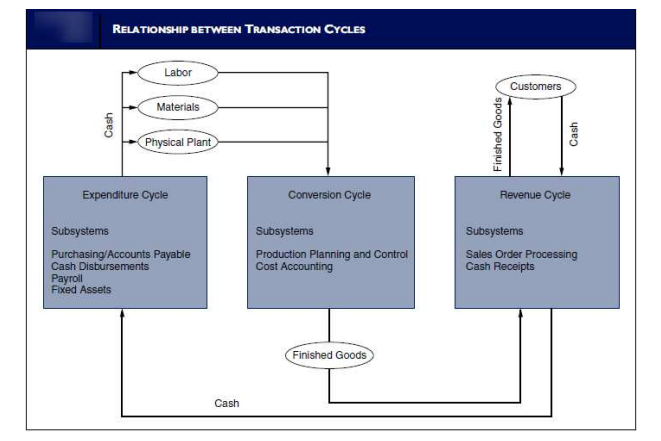 RELATIONSHIP BETWEEN TRANSACTION CYCLES
Labor
Materials
Physical Plant
Cash
Customers
Finished Goods
Cash
Expenditure Cycle
Subsystems
Purchasing/Accounts Payable
Cash Disbursements
Payroll
Fixed Assets
Conversion Cycle
Subsystems
Production Planning and Control
Cost Accounting
Revenue Cycle
Subsystems
Sales Order Processing
Cash Receipts
Finished Goods
Cash